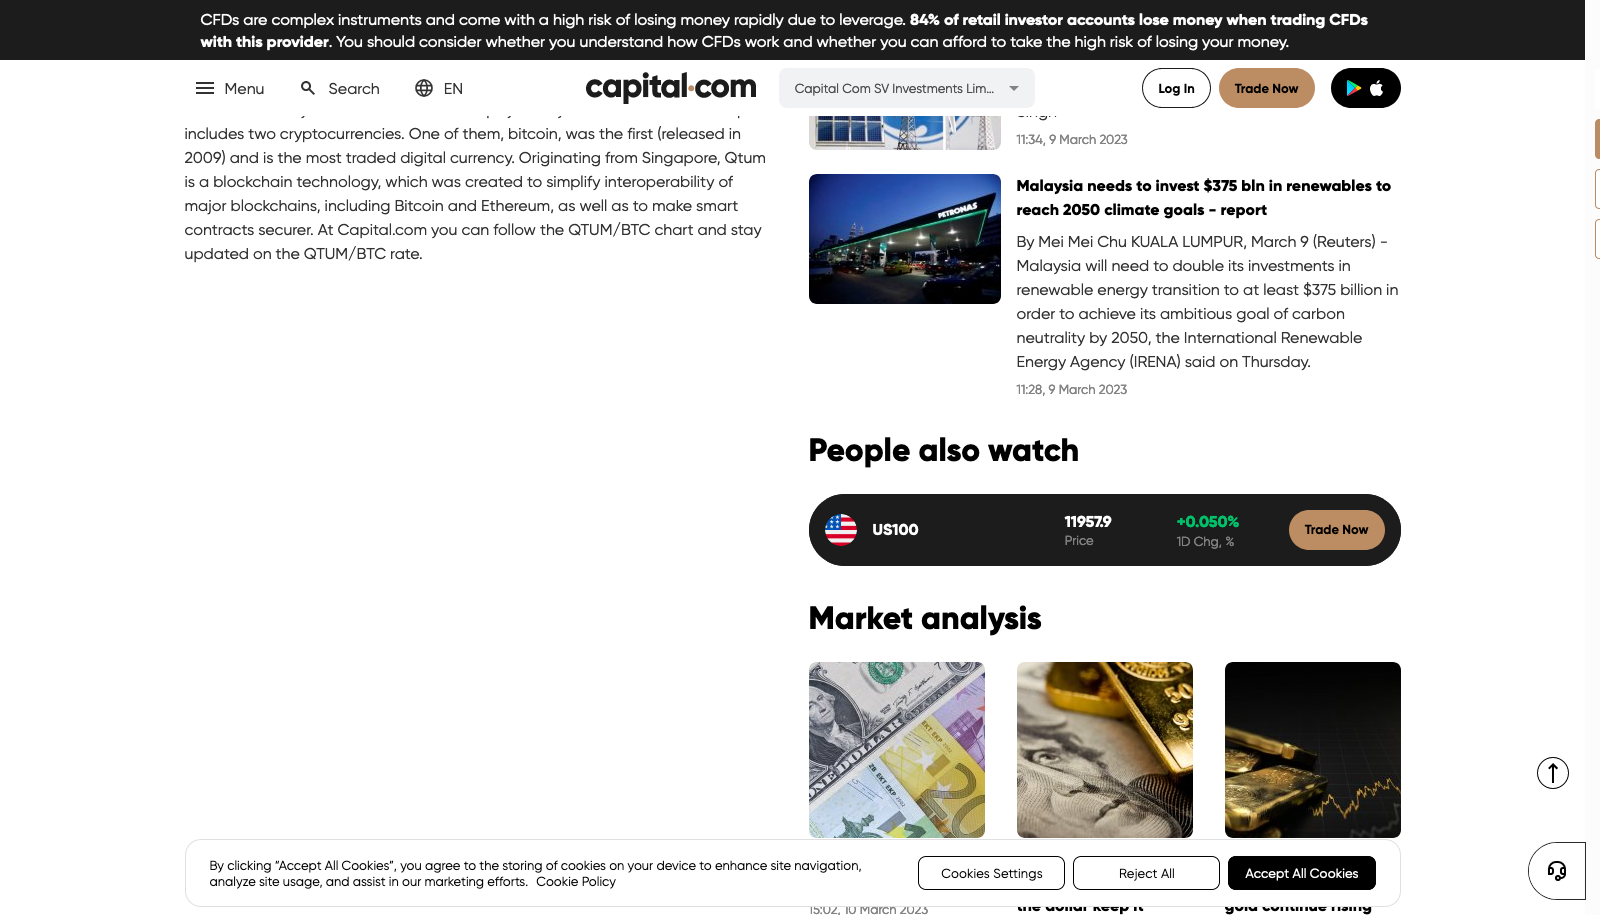 CFDs are complex instruments and come with a high risk of losing money rapidly due to leverage. 84% of retail investor accounts lose money when trading CFDs
with this provider. You should consider whether you understand how CFDs work and whether you can afford to take the high risk of losing your money.
Menu
Search
EN
capital.com
Capital Com SV Investments Lim...
Log In
Trade Now
includes two cryptocurrencies. One of them, bitcoin, was the first (released in
2009) and is the most traded digital currency. Originating from Singapore, Qtum
is a blockchain technology, which was created to simplify interoperability of
major blockchains, including Bitcoin and Ethereum, as well as to make smart
contracts securer. At Capital.com you can follow the QTUM/BTC chart and stay
updated on the QTUM/BTC rate.
11:34, 9 March 2023
PETRONAS
Malaysia needs to invest $375 bln in renewables to
reach 2050 climate goals - report
By Mei Mei Chu KUALA LUMPUR, March 9 (Reuters) -
Malaysia will need to double its investments in
renewable energy transition to at least $375 billion in
order to achieve its ambitious goal of carbon
neutrality by 2050, the International Renewable
Energy Agency (IRENA) said on Thursday.
11:28, 9 March 2023
People also watch
US100
11957.9
Price
+0.050%
1D Chg, %
Trade Now
Market analysis
By clicking “Accept All Cookies”, you agree to the storing of cookies on your device to enhance site navigation,
analyze site usage, and assist in our marketing efforts. Cookie Policy
Cookies Settings
Reject All
Accept All Cookies
15:02, 10 March 2023
the dollar keep it
gold continue rising